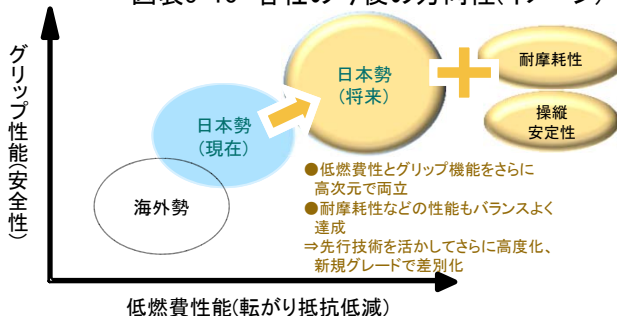 グリップ性能(安全性)
日本勢
(将来)
耐摩耗性
操縦
安定性
日本勢
(現在)
海外勢
●低燃費性とグリップ機能をさらに
高次元で両立
●耐摩耗性などの性能もバランスよく
達成
⇒先行技術を活かしてさらに高度化、
新規グレードで差別化
低燃費性能(転がり抵抗低減)